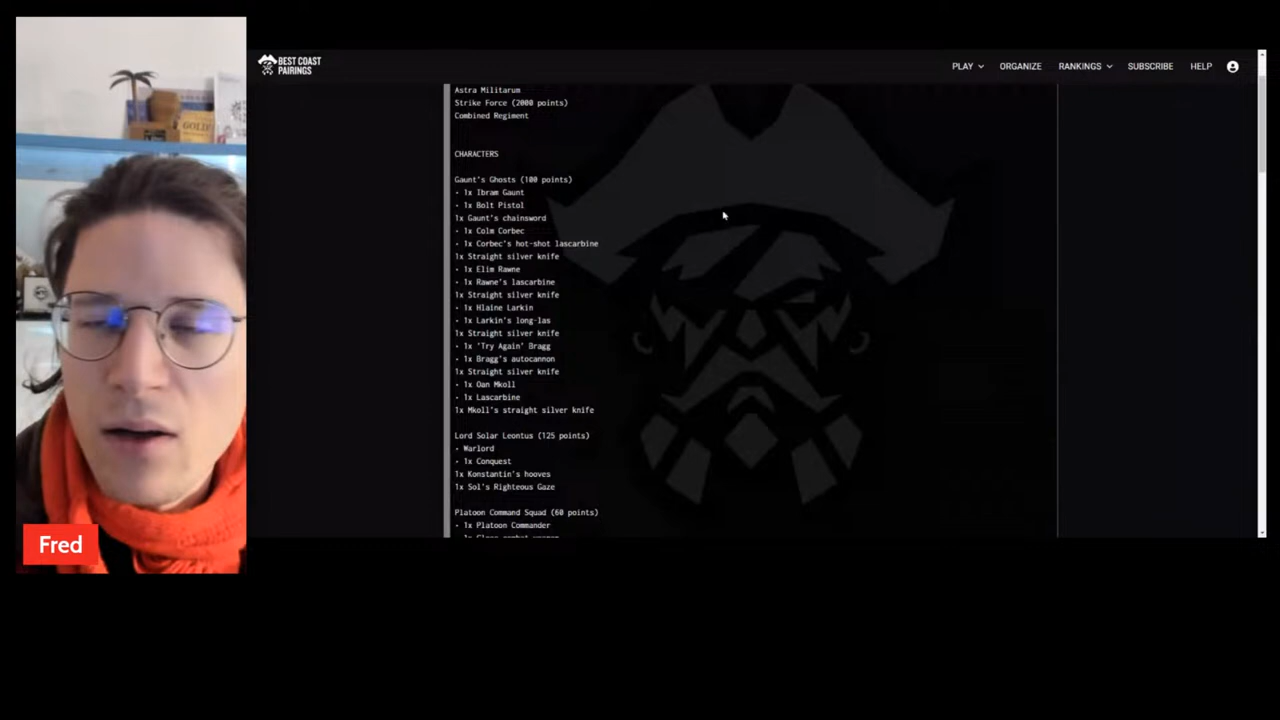 BEST COAST
PAIRINGS
PLAY
ORGANIZE
RANKINGS
SUBSCRIBE
HELP
Astra Militarum
Strike Force (2000 points)
Combined Regiment
CHARACTERS
Gaunt's Ghosts (100 points)
• 1x Ibram Gaunt
• 1x Bolt Pistol
1x Gaunt's chainsword
• 1x Colm Corbec
• 1x Corbec's hot-shot lascarbine
1x Straight silver knife
• 1x Elim Rawne
• 1x Rawne's lascarbine
1x Straight silver knife
• 1x Hlaine Larkin
• 1x Larkin's long-las
1x Straight silver knife
• 1x 'Try Again' Bragg
• 1x Bragg's autocannon
1x Straight silver knife
• 1x Oan Mkoll
• 1x Lascarbine
1x Mkoll's straight silver knife
Lord Solar Leontus (125 points)
• Warlord
• 1x Conquest
1x Konstantin's hooves
1x Sol's Righteous Gaze
Platoon Command Squad (60 points)
• 1x Platoon Commander
GOLD
Fred